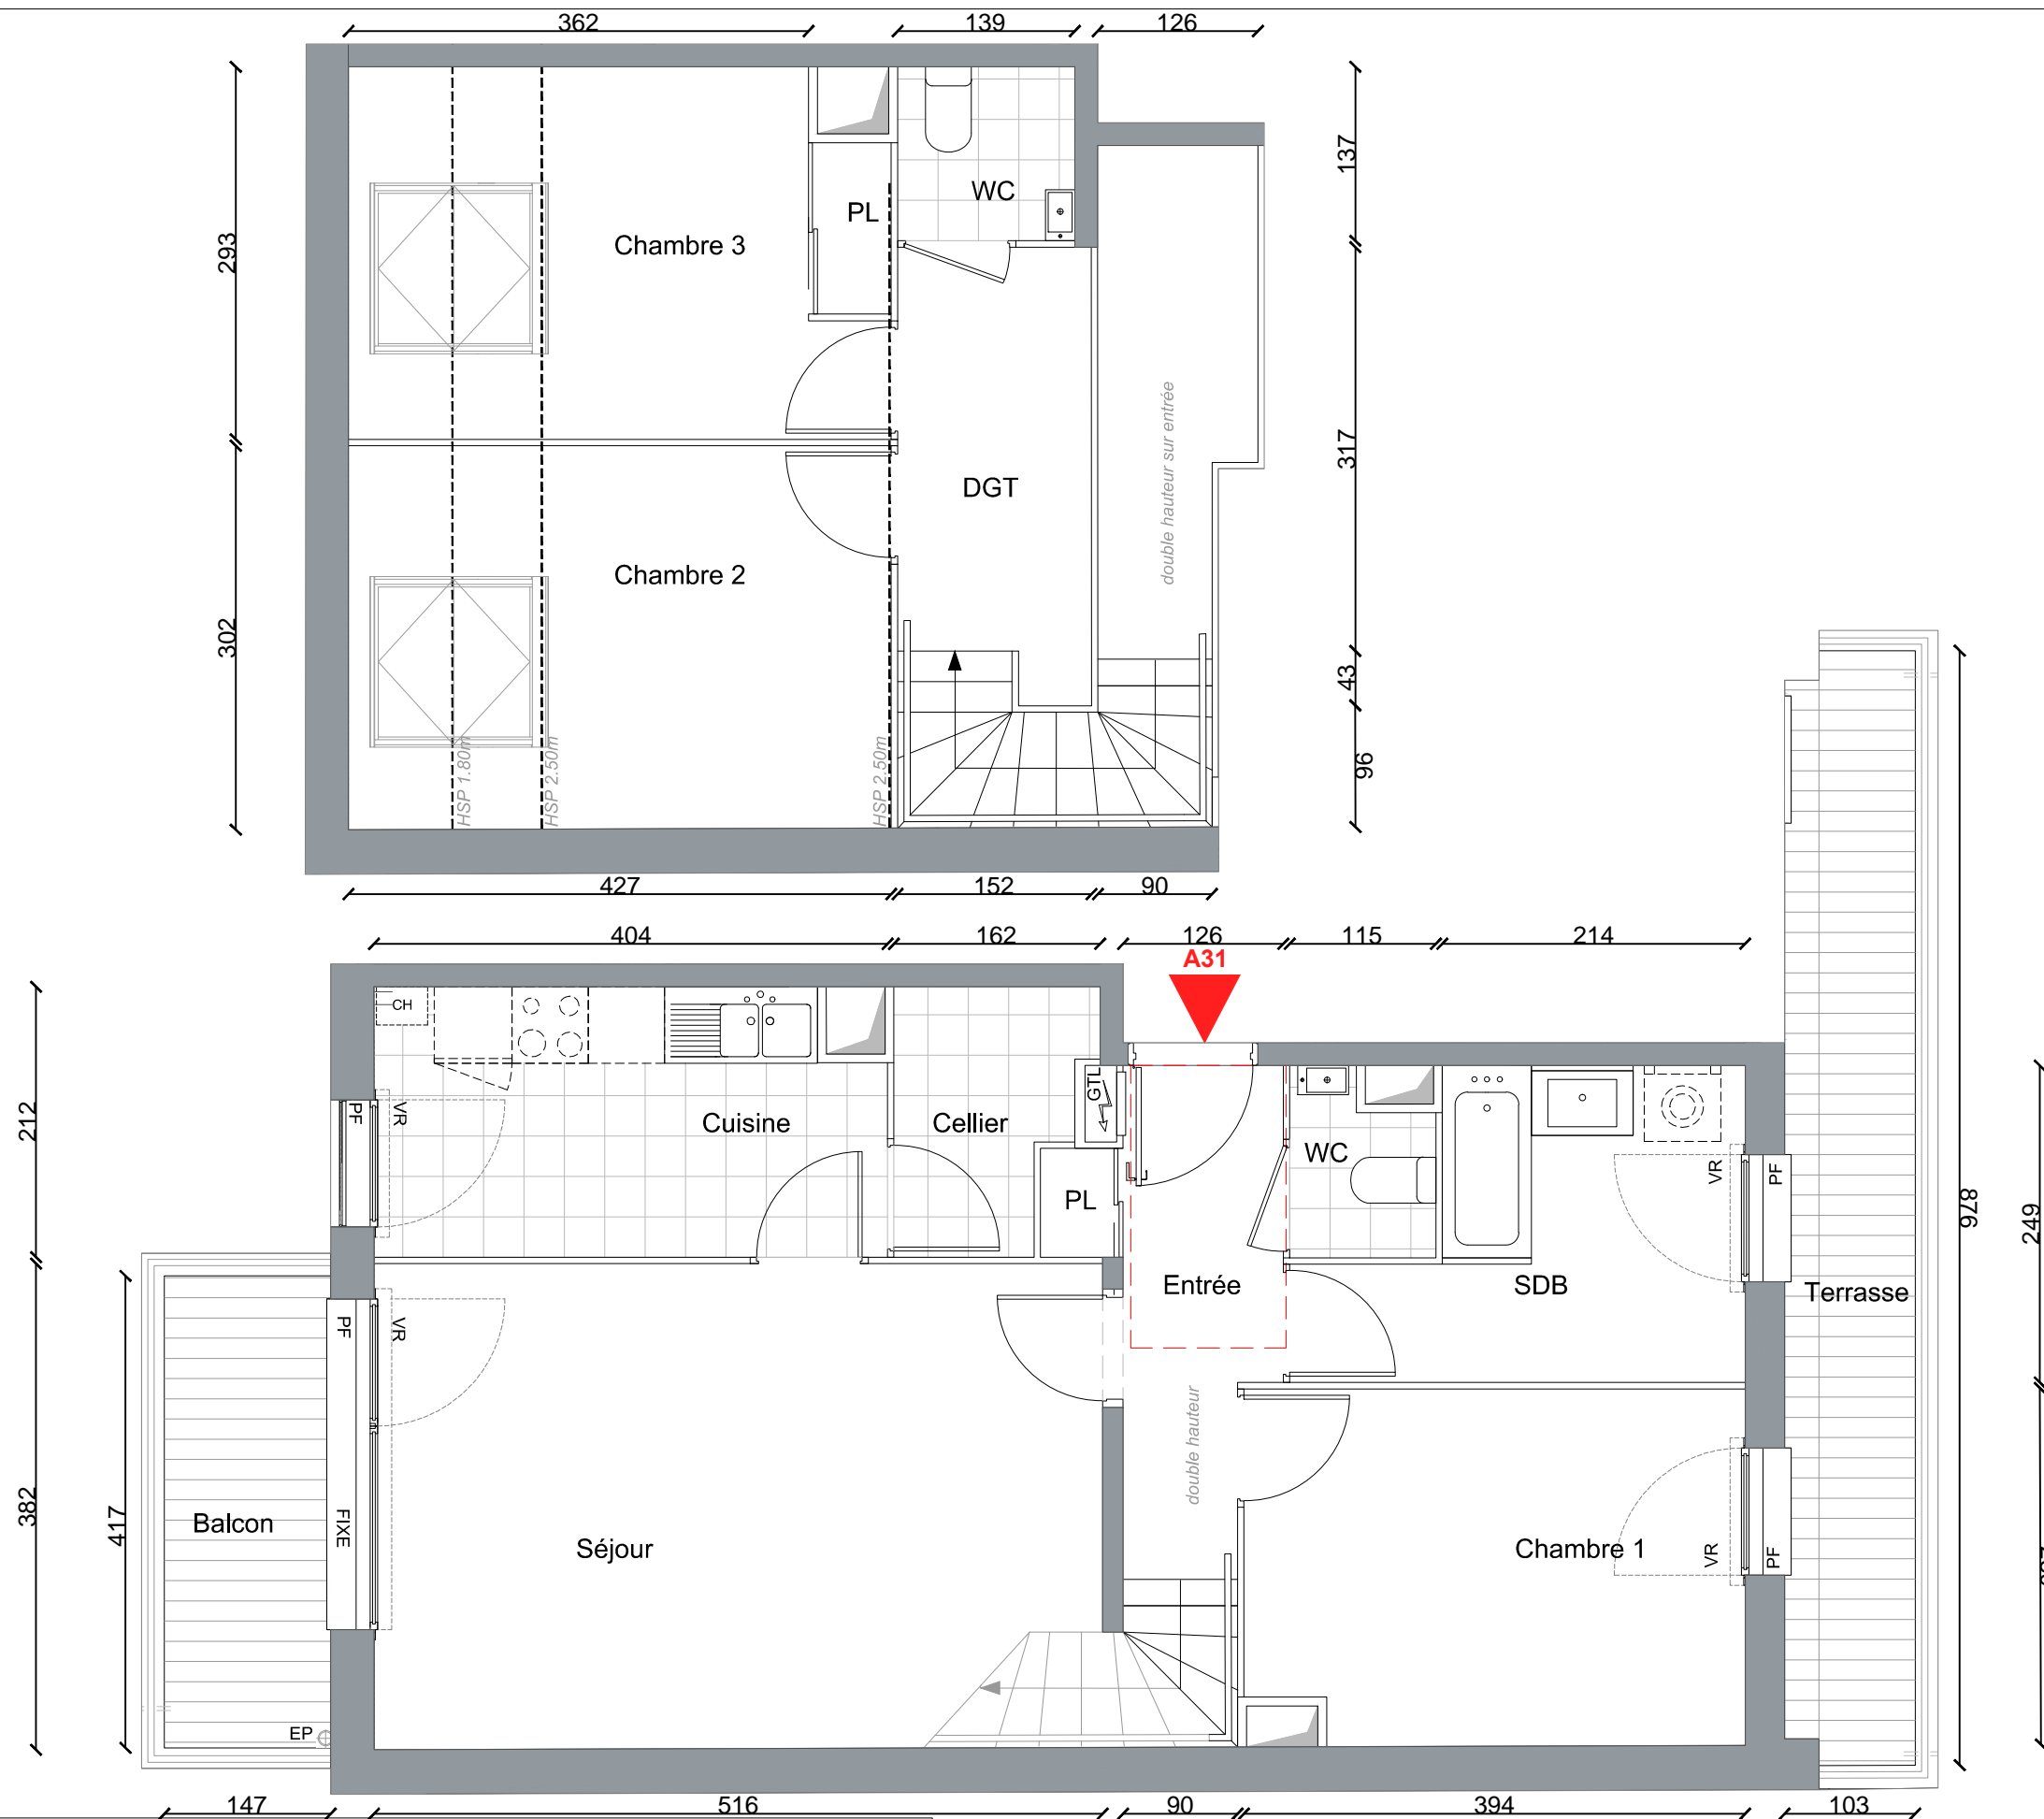 362
139
126
137
293
Chambre 3
PL
WC
double hauteur sur entrée
317
DGT
302
Chambre 2
43
96
HSP 1.80m
HSP 2.50m
HSP 2.50m
427
152
90
404
162
126
115
214
A31
CH
212
PF
VR
Cuisine
Cellier
GTL
PL
WC
VR
PF
876
249
Entrée
SDB
Terrasse
PF
VR
382
417
Balcon
FIXE
Séjour
double hauteur
Chambre 1
VR
PF
EP
147
516
90
394
103